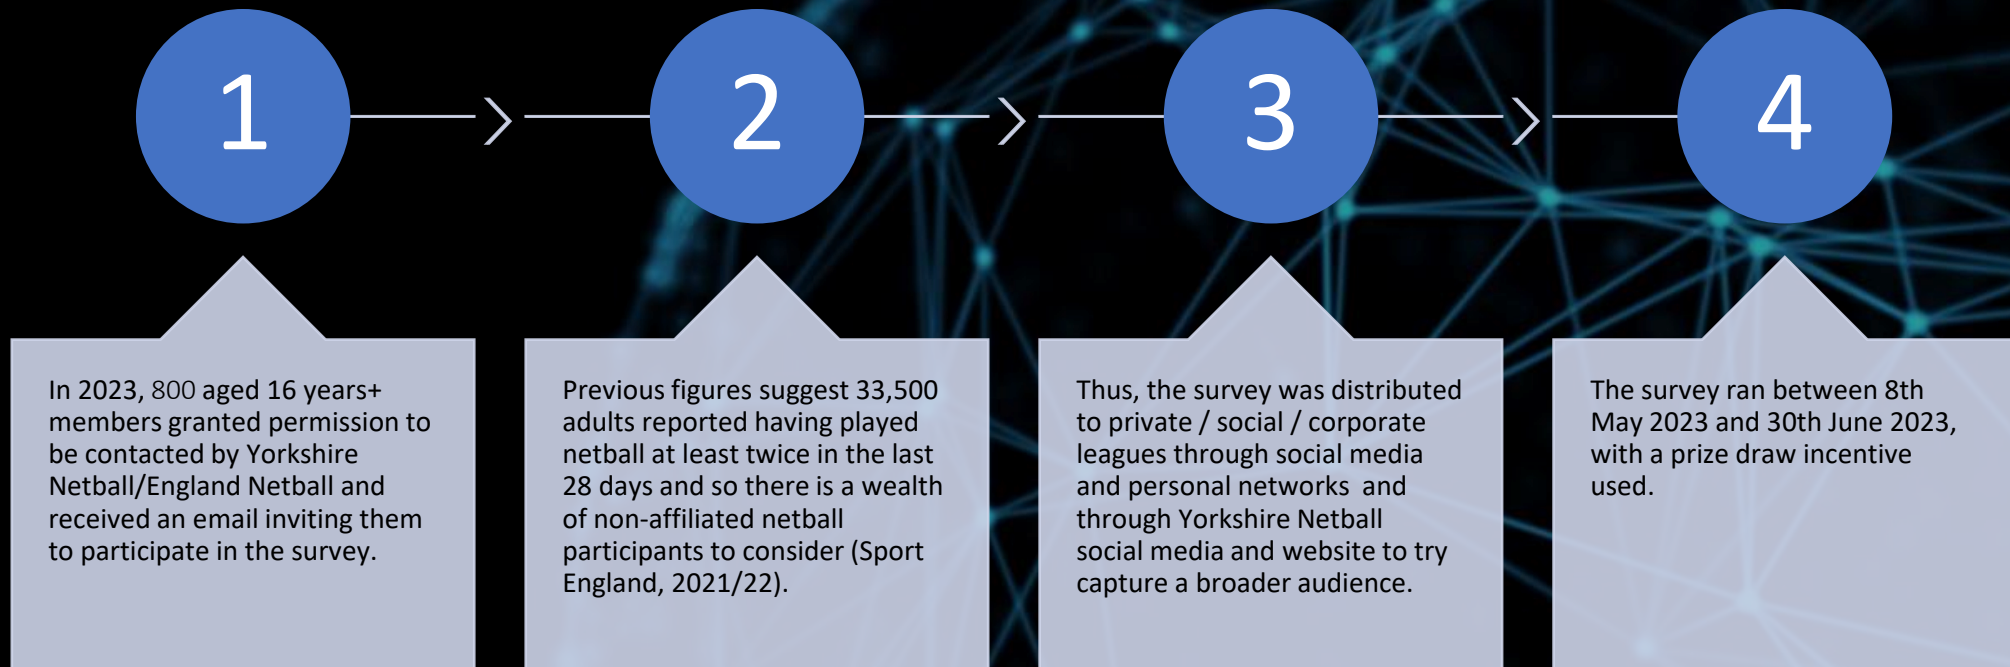 1
2
3
4
In 2023, 800 aged 16 years+
members granted permission to
be contacted by Yorkshire
Netball/England Netball and
received an email inviting them
to participate in the survey.
Previous figures suggest 33,500
adults reported having played
netball at least twice in the last
28 days and so there is a wealth
of non-affiliated netball
participants to consider (Sport
England, 2021/22).
Thus, the survey was distributed
to private / social / corporate
leagues through social media
and personal networks and
through Yorkshire Netball
social media and website to try
capture a broader audience.
The survey ran between 8th
May 2023 and 30th June 2023,
with a prize draw incentive
used.